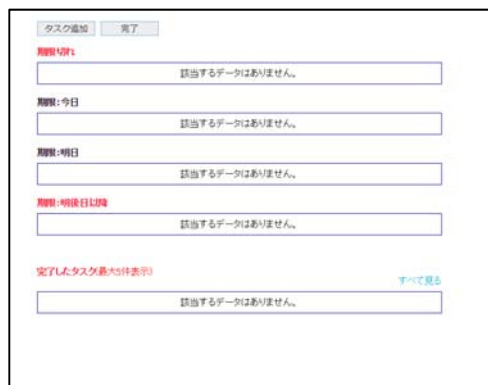 タスク追加 完了
期限切れ
該当するデータはありません。
期限:今日
該当するデータはありません。
期限:明日
該当するデータはありません。
期限:明後日以降
該当するデータはありません。
完了したタスク(最大5件表示)
すべて見る
該当するデータはありません。